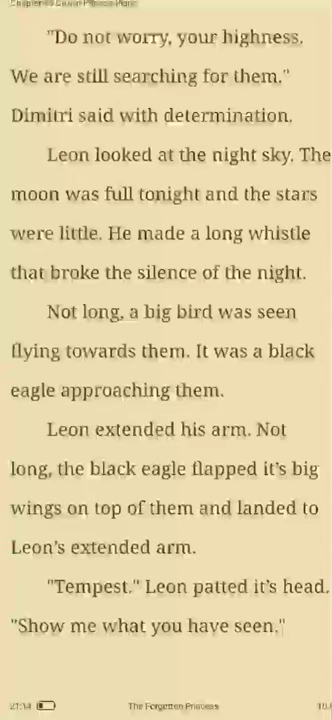 "Do not worry, your highness.
We are still searching for them."
Dimitri said with determination.
Leon looked at the night sky. The
moon was full tonight and the stars
were little. He made a long whistle
that broke the silence of the night.
Not long, a big bird was seen
flying towards them. It was a black
eagle approaching them.
Leon extended his arm. Not
long, the black eagle flapped it's big
wings on top of them and landed to
Leon's extended arm.
"Tempest." Leon patted it's head.
"Show me what you have seen."
21:14 The Forgotten Princess